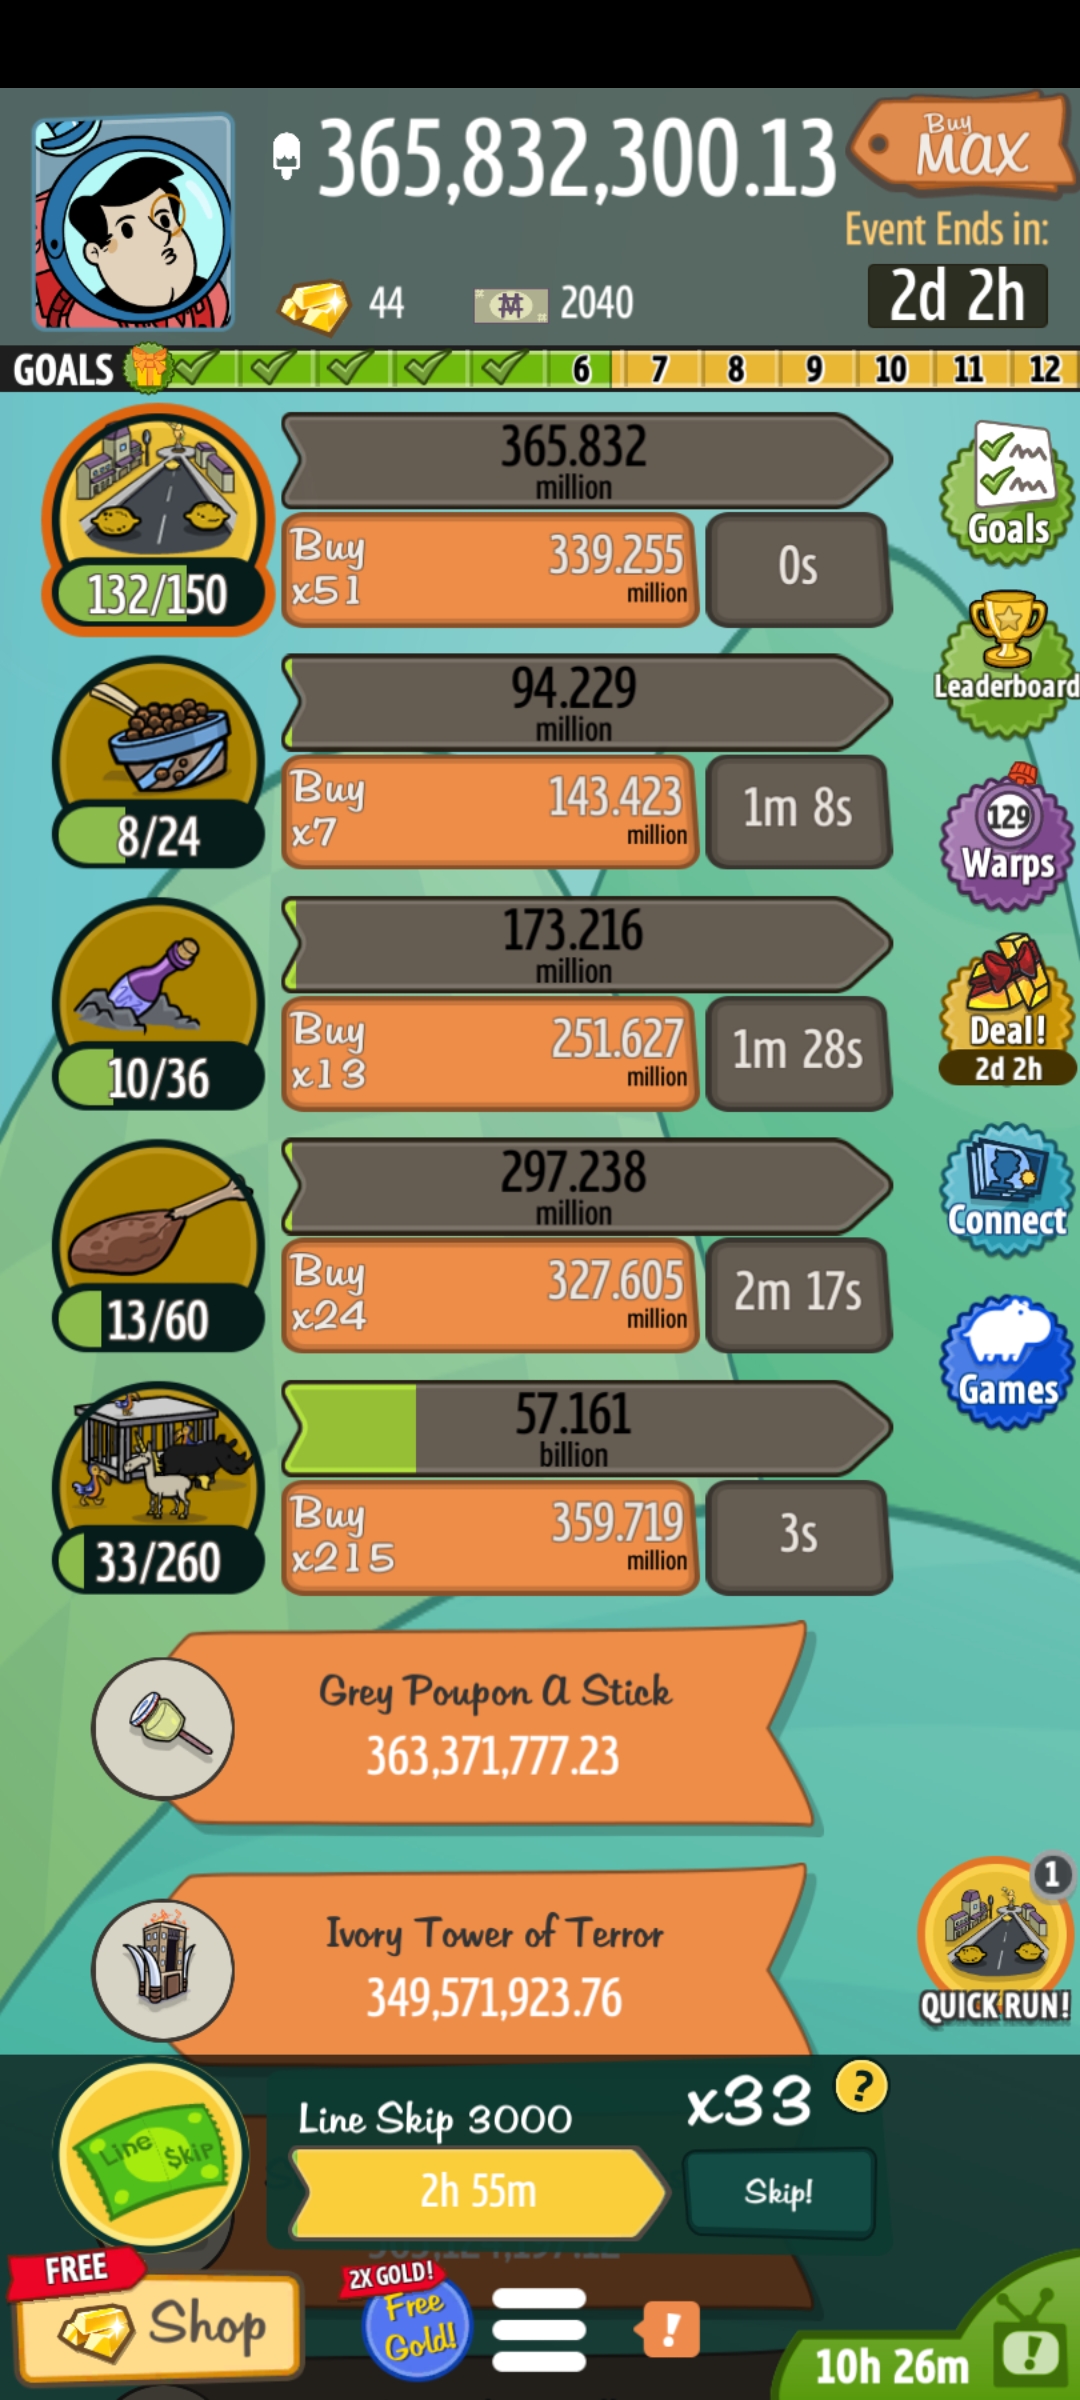 365,832,300.13
Buy
MAX
Event Ends in:
44
2040
2d 2h
GOALS 6 7 8 9 10 11 12
365.832
million
Buy
x51
339.255
million
0s
132/150
Goals
94.229
million
Leaderboard
Buy
x7
143.423
million
1m 8s
8/24
129
Warps
173.216
million
Buy
x13
251.627
million
1m 28s
10/36
Deal!
2d 2h
297.238
million
Connect
Buy
x24
327.605
million
2m 17s
13/60
Games
57.161
billion
Buy
x215
359.719
million
3s
33/260
Grey Poupon A Stick
363,371,777.23
Ivory Tower of Terror
349,571,923.76
1
QUICK RUN!
Line Skip
Line Skip 3000
x33
?
2h 55m
Skip!
FREE
Shop
2X GOLD!
Free
Gold!
!
10h 26m
!